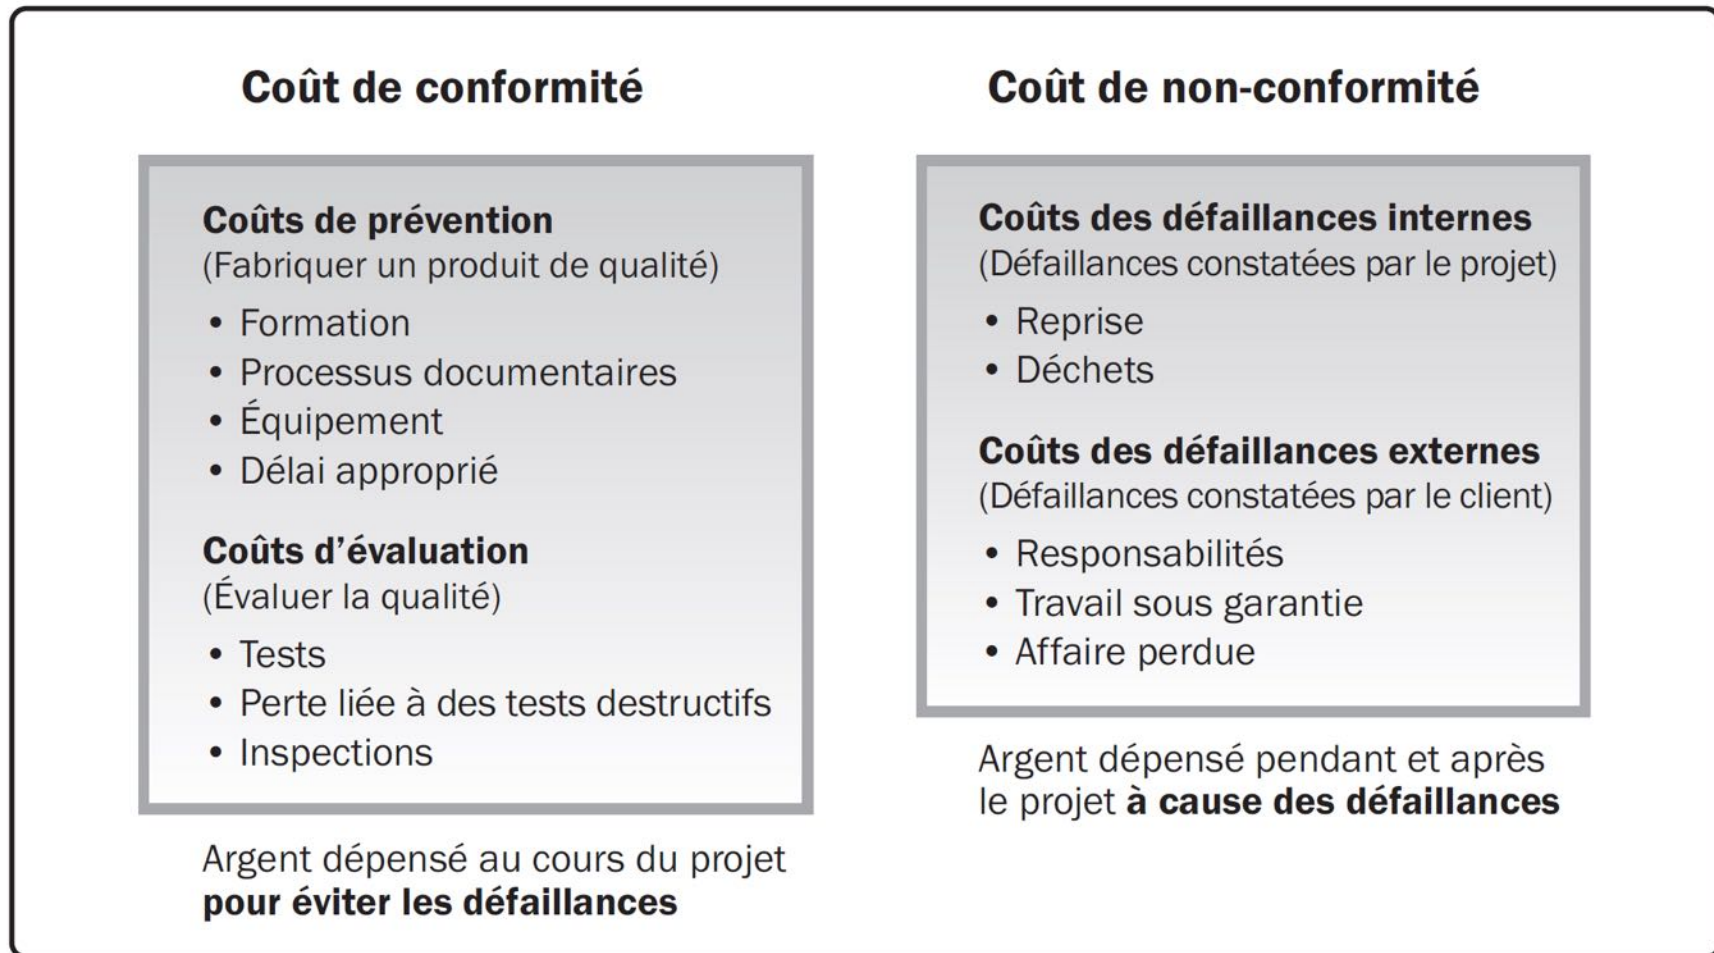 Coût de conformité
Coûts de prévention
(Fabriquer un produit de qualité)
• Formation
• Processus documentaires
• Équipement
• Délai approprié
Coûts d’évaluation
(Évaluer la qualité)
• Tests
• Perte liée à des tests destructifs
• Inspections
Argent dépensé au cours du projet
pour éviter les défaillances
Coût de non-conformité
Coûts des défaillances internes
(Défaillances constatées par le projet)
• Reprise
• Déchets
Coûts des défaillances externes
(Défaillances constatées par le client)
• Responsabilités
• Travail sous garantie
• Affaire perdue
Argent dépensé pendant et après
le projet à cause des défaillances